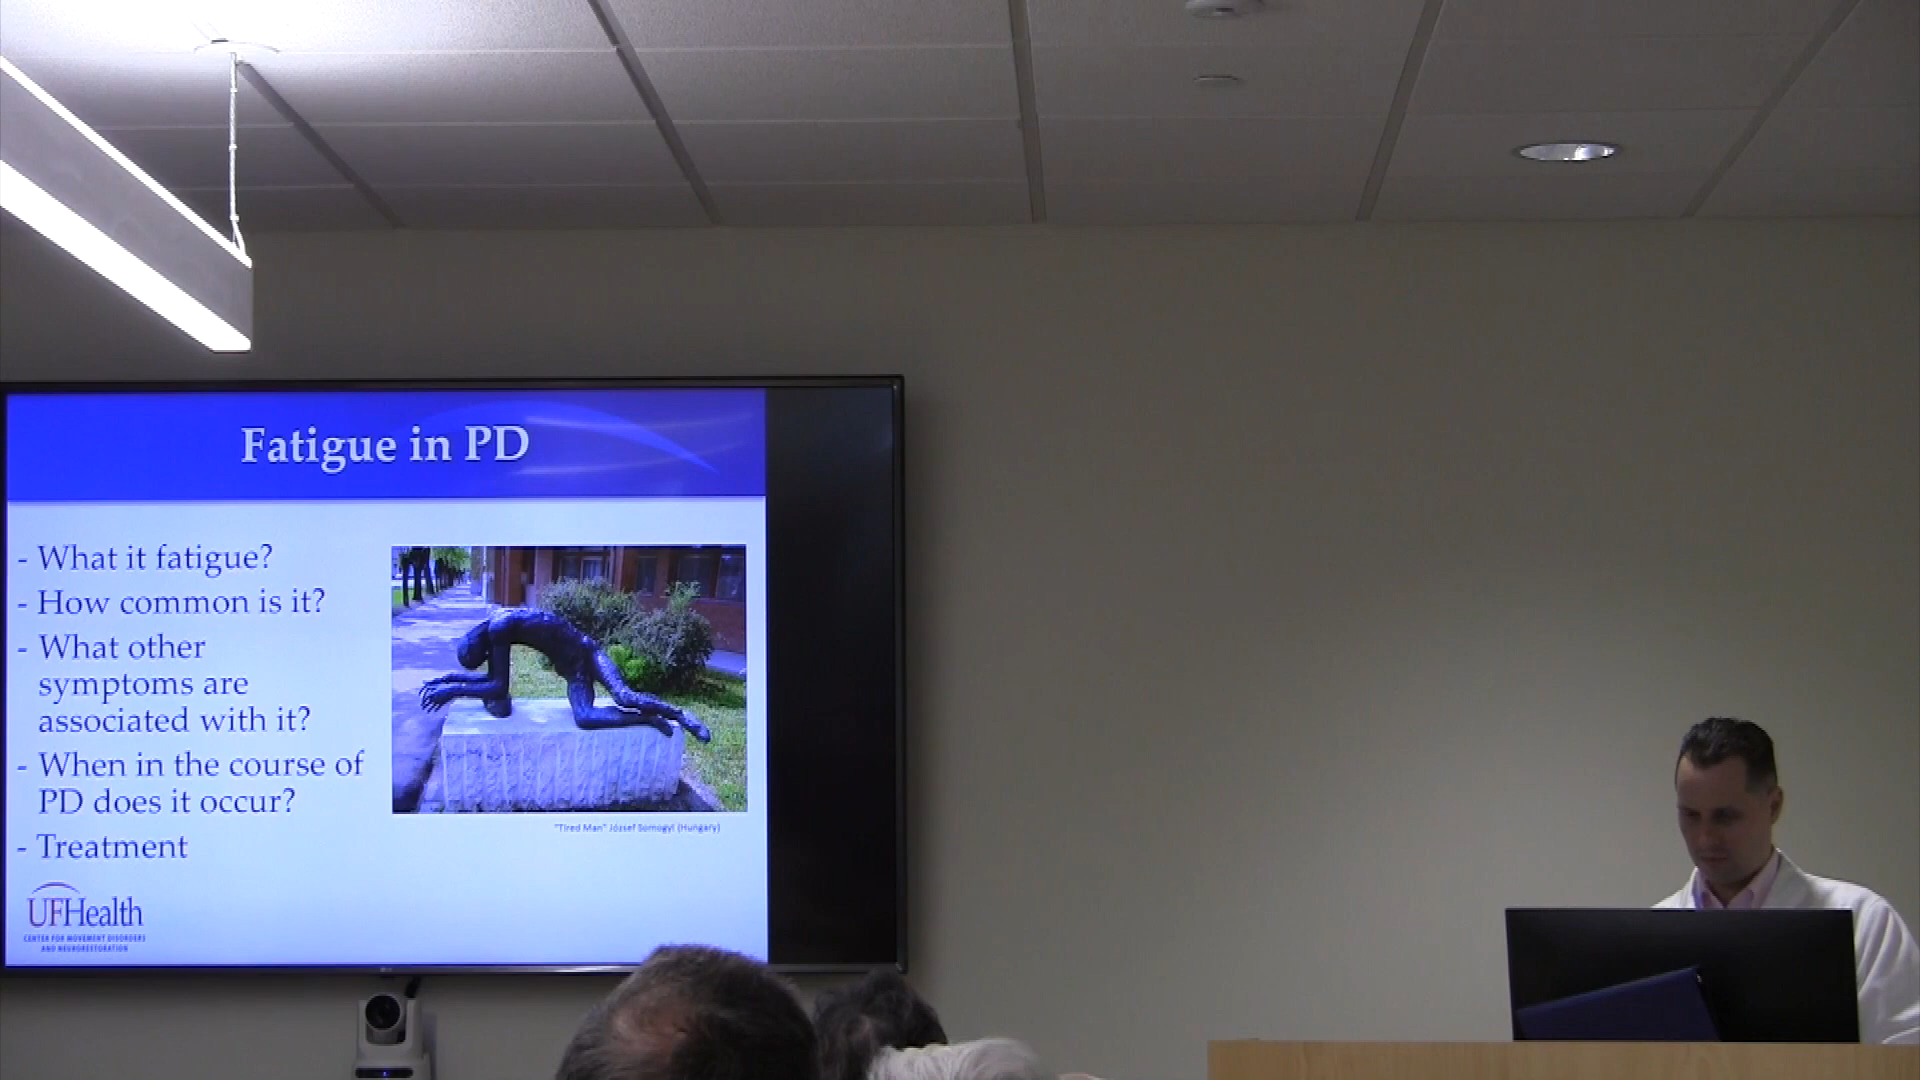 Fatigue in PD
- What it fatigue?
- How common is it?
- What other
symptoms are
associated with it?
- When in the course of
PD does it occur?
- Treatment
"Tired Man" József Somogyi (Hungary)
UFHealth
CENTER FOR MOVEMENT DISORDERS
AND NEURORESTORATION